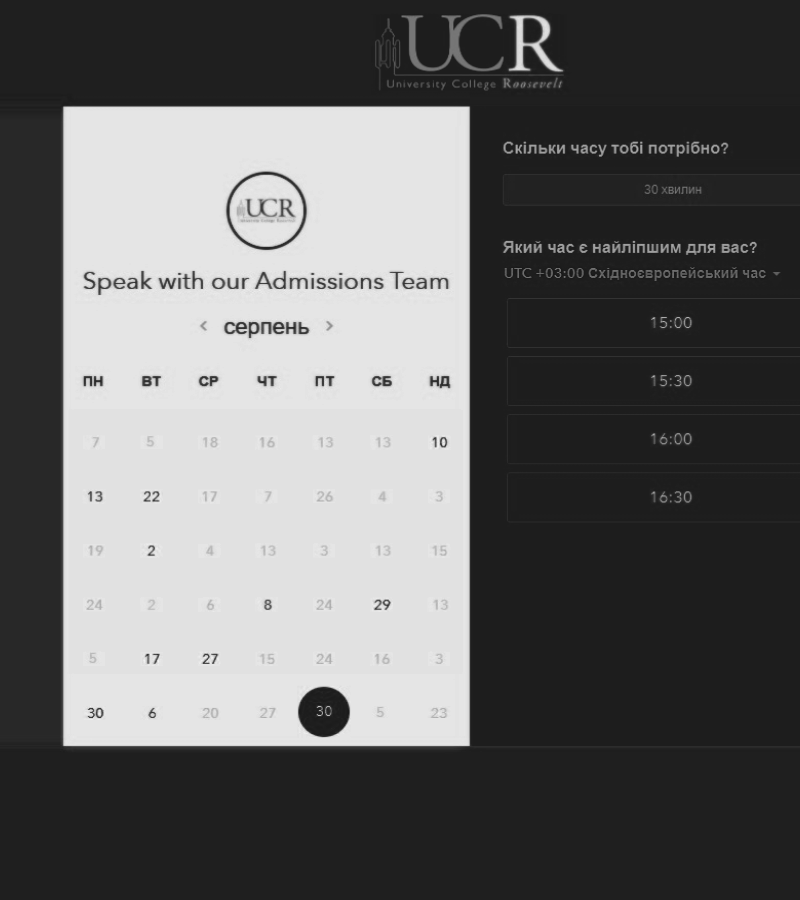 UCR
University College Roosevelt
UCR
Speak with our Admissions Team
серпень
ПН ВТ СР ЧТ ПТ СБ НД
7 5 18 16 13 13 10
13 22 17 7 26 4 3
19 2 4 13 3 13 15
24 2 6 8 24 29 13
5 17 27 15 24 16 3
30 6 20 27 30 5 23
Скільки часу тобі потрібно?
30 хвилин
Який час є найліпшим для вас?
UTC +03:00 Східноєвропейський час
15:00
15:30
16:00
16:30